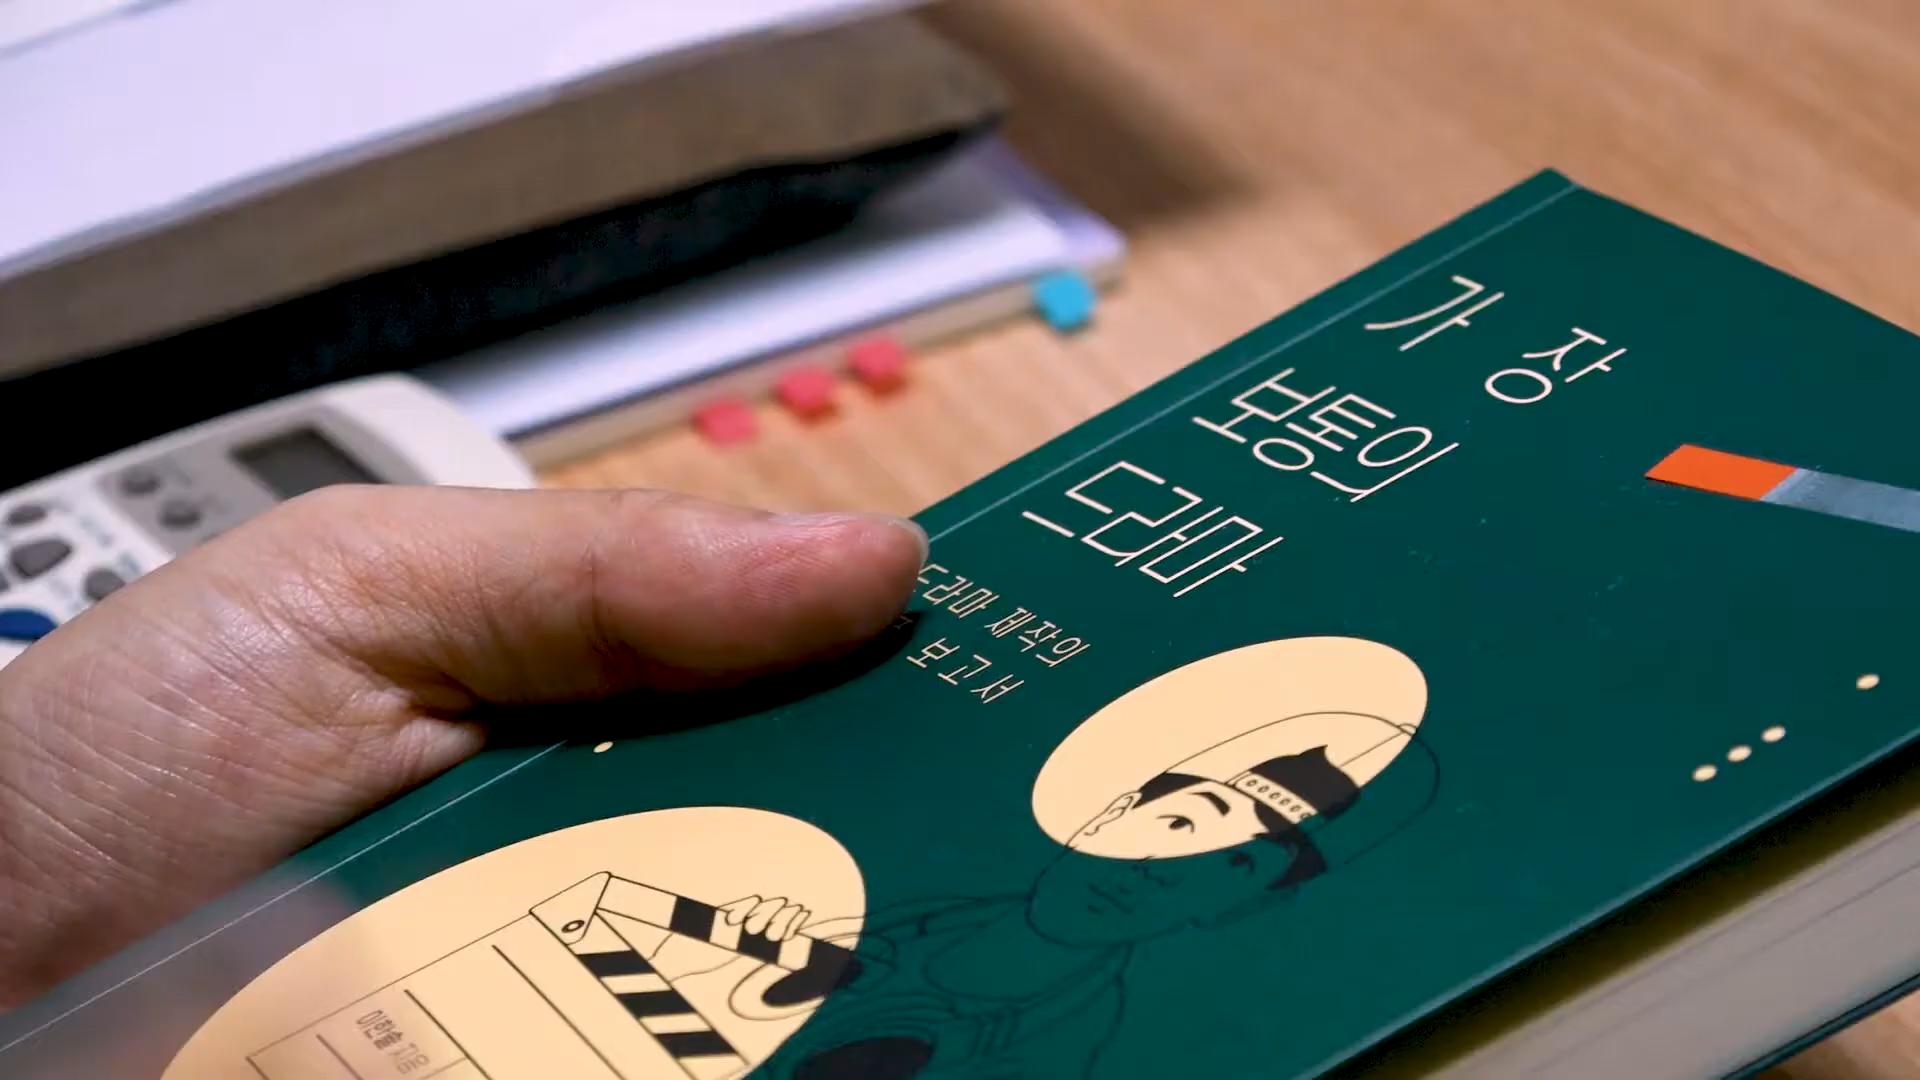 가장
보통의
드라마
드라마 제작의
보고서
이한솔 지음